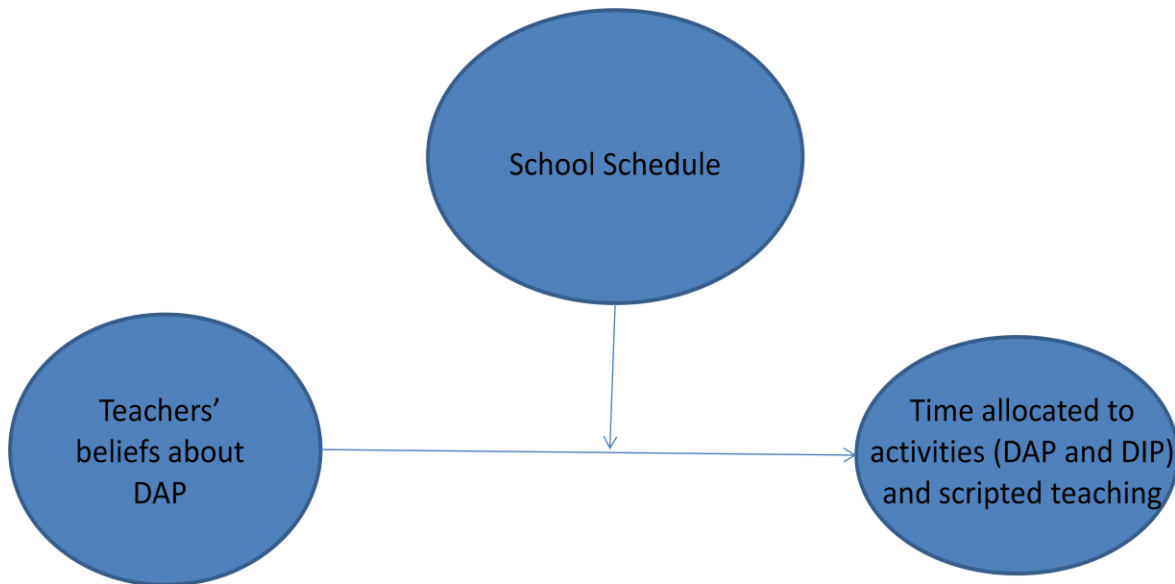 School Schedule
Teachers’
beliefs about
DAP
Time allocated to
activities (DAP and DIP)
and scripted teaching